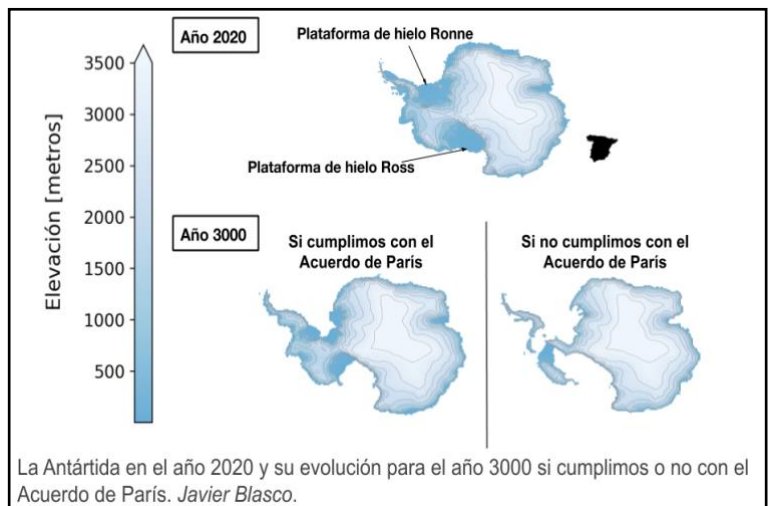 Año 2020
Plataforma de hielo Ronne
Plataforma de hielo Ross
Elevación [metros]
3500
3000
2500
2000
1500
1000
500
Año 3000
Si cumplimos con el
Acuerdo de París
Si no cumplimos con el
Acuerdo de París
La Antártida en el año 2020 y su evolución para el año 3000 si cumplimos o no con el
Acuerdo de París. Javier Blasco.